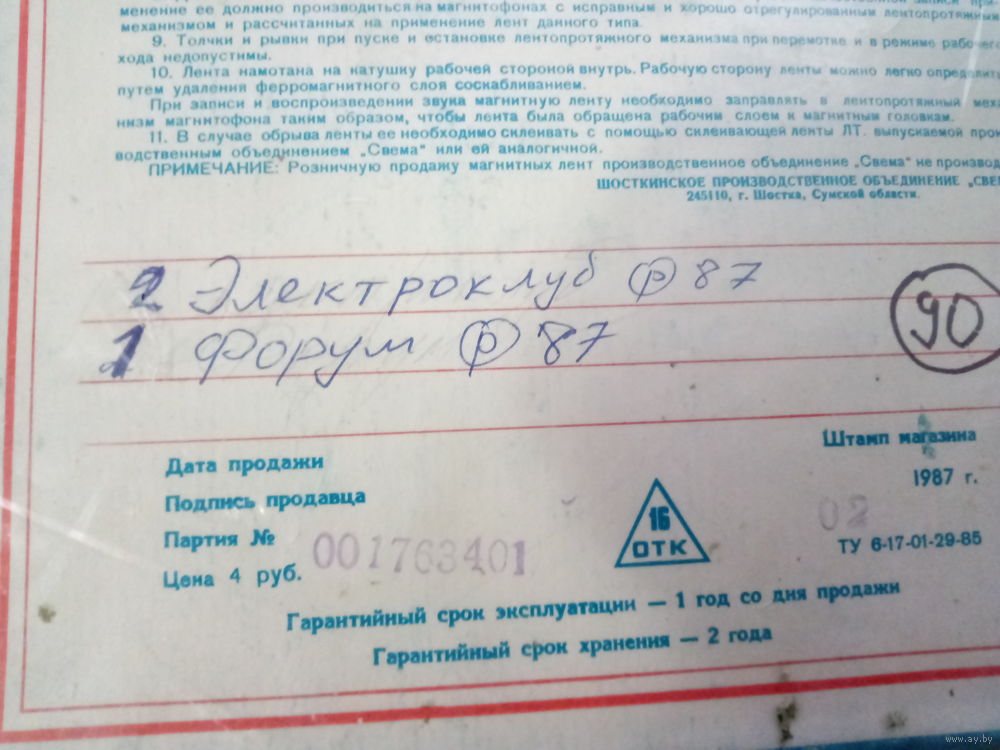 менение ее должно производиться на магнитофонах с исправным и хорошо отрегулированным лентопротяжным
механизмом и рассчитанных на применение лент данного типа.
9. Толчки и рывки при пуске и остановке лентопротяжного механизма при перемотке и в режиме рабочего
хода недопустимы.
10. Лента намотана на катушку рабочей стороной внутрь. Рабочую сторону ленты можно легко определить
путем удаления ферромагнитного слоя соскабливанием.
При записи и воспроизведении звука магнитную ленту необходимо заправлять в лентопротяжный меха
низм магнитофона таким образом, чтобы лента была обращена рабочим слоем к магнитным головкам.
11. В случае обрыва ленты ее необходимо склеивать с помощью склеивающей ленты ЛТ. выпускаемой прои
водственным объединением „Свема" или ей аналогичной.
ПРИМЕЧАНИЕ: Розничную продажу магнитных лент производственное объединение „Свема" не производ
ШОСТКИНСКОЕ ПРОИЗВОДСТВЕННОЕ ОБЪЕДИНЕНИЕ „СВЕМ
245110, г. Шостка, Сумской области.
2 Электроклуб ф 87
1 Форум ф 87
90
Штамп магазина
Дата продажи
1987 г.
Подпись продавца
16
ОТК
02
Партия № 001763401
ТУ 6-17-01-29-85
Цена 4 руб.
Гарантийный срок эксплуатации — 1 год со дня продажи
Гарантийный срок хранения — 2 года
www.ay.by